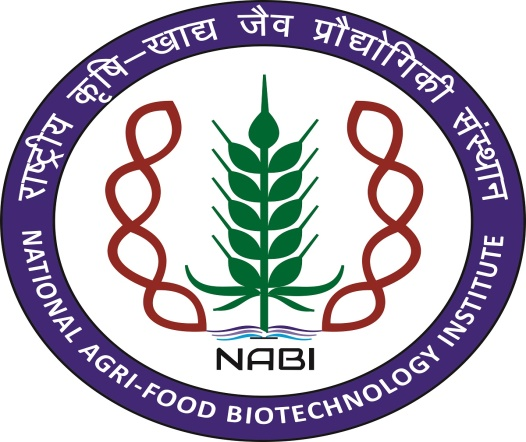 राष्ट्रीय कृषि–खाद्य जैव प्रौद्योगिकी संस्थान
NABI
NATIONAL AGRI-FOOD BIOTECHNOLOGY INSTITUTE